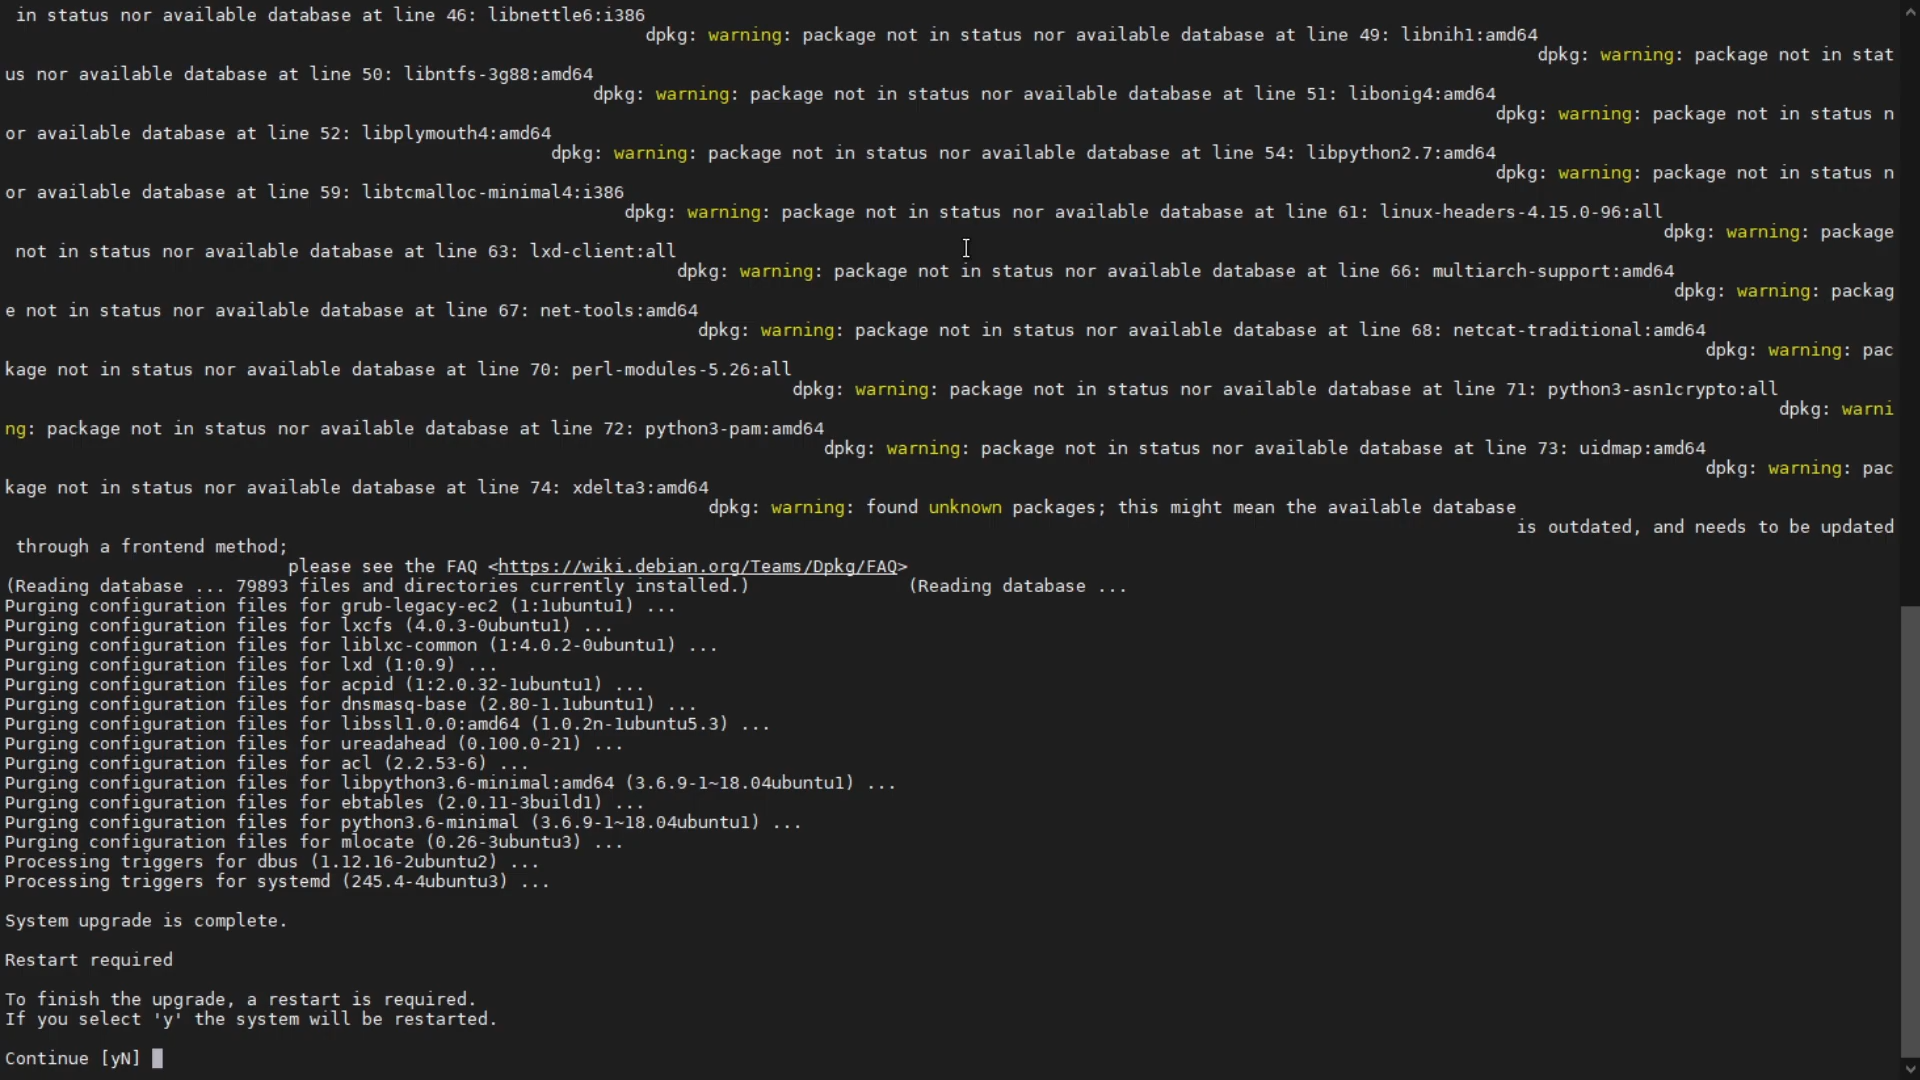 in status nor available database at line 46: libnettle6:i386
dpkg: warning: package not in status nor available database at line 49: libnih1:amd64
dpkg: warning: package not in stat
us nor available database at line 50: libntfs-3g88:amd64
dpkg: warning: package not in status nor available database at line 51: libonig4:amd64
dpkg: warning: package not in status n
or available database at line 52: libplymouth4:amd64
dpkg: warning: package not in status nor available database at line 54: libpython2.7:amd64
dpkg: warning: package not in status n
or available database at line 59: libtcmalloc-minimal4:i386
dpkg: warning: package not in status nor available database at line 61: linux-headers-4.15.0-96:all
dpkg: warning: package
not in status nor available database at line 63: lxd-client:all
dpkg: warning: package not in status nor available database at line 66: multiarch-support:amd64
dpkg: warning: packag
e not in status nor available database at line 67: net-tools:amd64
dpkg: warning: package not in status nor available database at line 68: netcat-traditional:amd64
dpkg: warning: pac
kage not in status nor available database at line 70: perl-modules-5.26:all
dpkg: warning: package not in status nor available database at line 71: python3-asn1crypto:all
dpkg: warni
ng: package not in status nor available database at line 72: python3-pam:amd64
dpkg: warning: package not in status nor available database at line 73: uidmap:amd64
dpkg: warning: pac
kage not in status nor available database at line 74: xdelta3:amd64
dpkg: warning: found unknown packages; this might mean the available database
is outdated, and needs to be updated
through a frontend method;
please see the FAQ <https://wiki.debian.org/Teams/Dpkg/FAQ>
(Reading database ... 79893 files and directories currently installed.) (Reading database ...
Purging configuration files for grub-legacy-ec2 (1:1ubuntu1) ...
Purging configuration files for lxcfs (4.0.3-0ubuntu1) ...
Purging configuration files for liblxc-common (1:4.0.2-0ubuntu1) ...
Purging configuration files for lxd (1:0.9) ...
Purging configuration files for acpid (1:2.0.32-1ubuntu1) ...
Purging configuration files for dnsmasq-base (2.80-1.1ubuntu1) ...
Purging configuration files for libssl1.0.0:amd64 (1.0.2n-1ubuntu5.3) ...
Purging configuration files for ureadahead (0.100.0-21) ...
Purging configuration files for acl (2.2.53-6) ...
Purging configuration files for libpython3.6-minimal:amd64 (3.6.9-1~18.04ubuntu1) ...
Purging configuration files for ebtables (2.0.11-3build1) ...
Purging configuration files for python3.6-minimal (3.6.9-1~18.04ubuntu1) ...
Purging configuration files for mlocate (0.26-3ubuntu3) ...
Processing triggers for dbus (1.12.16-2ubuntu2) ...
Processing triggers for systemd (245.4-4ubuntu3) ...
System upgrade is complete.
Restart required
To finish the upgrade, a restart is required.
If you select 'y' the system will be restarted.
Continue [yN]